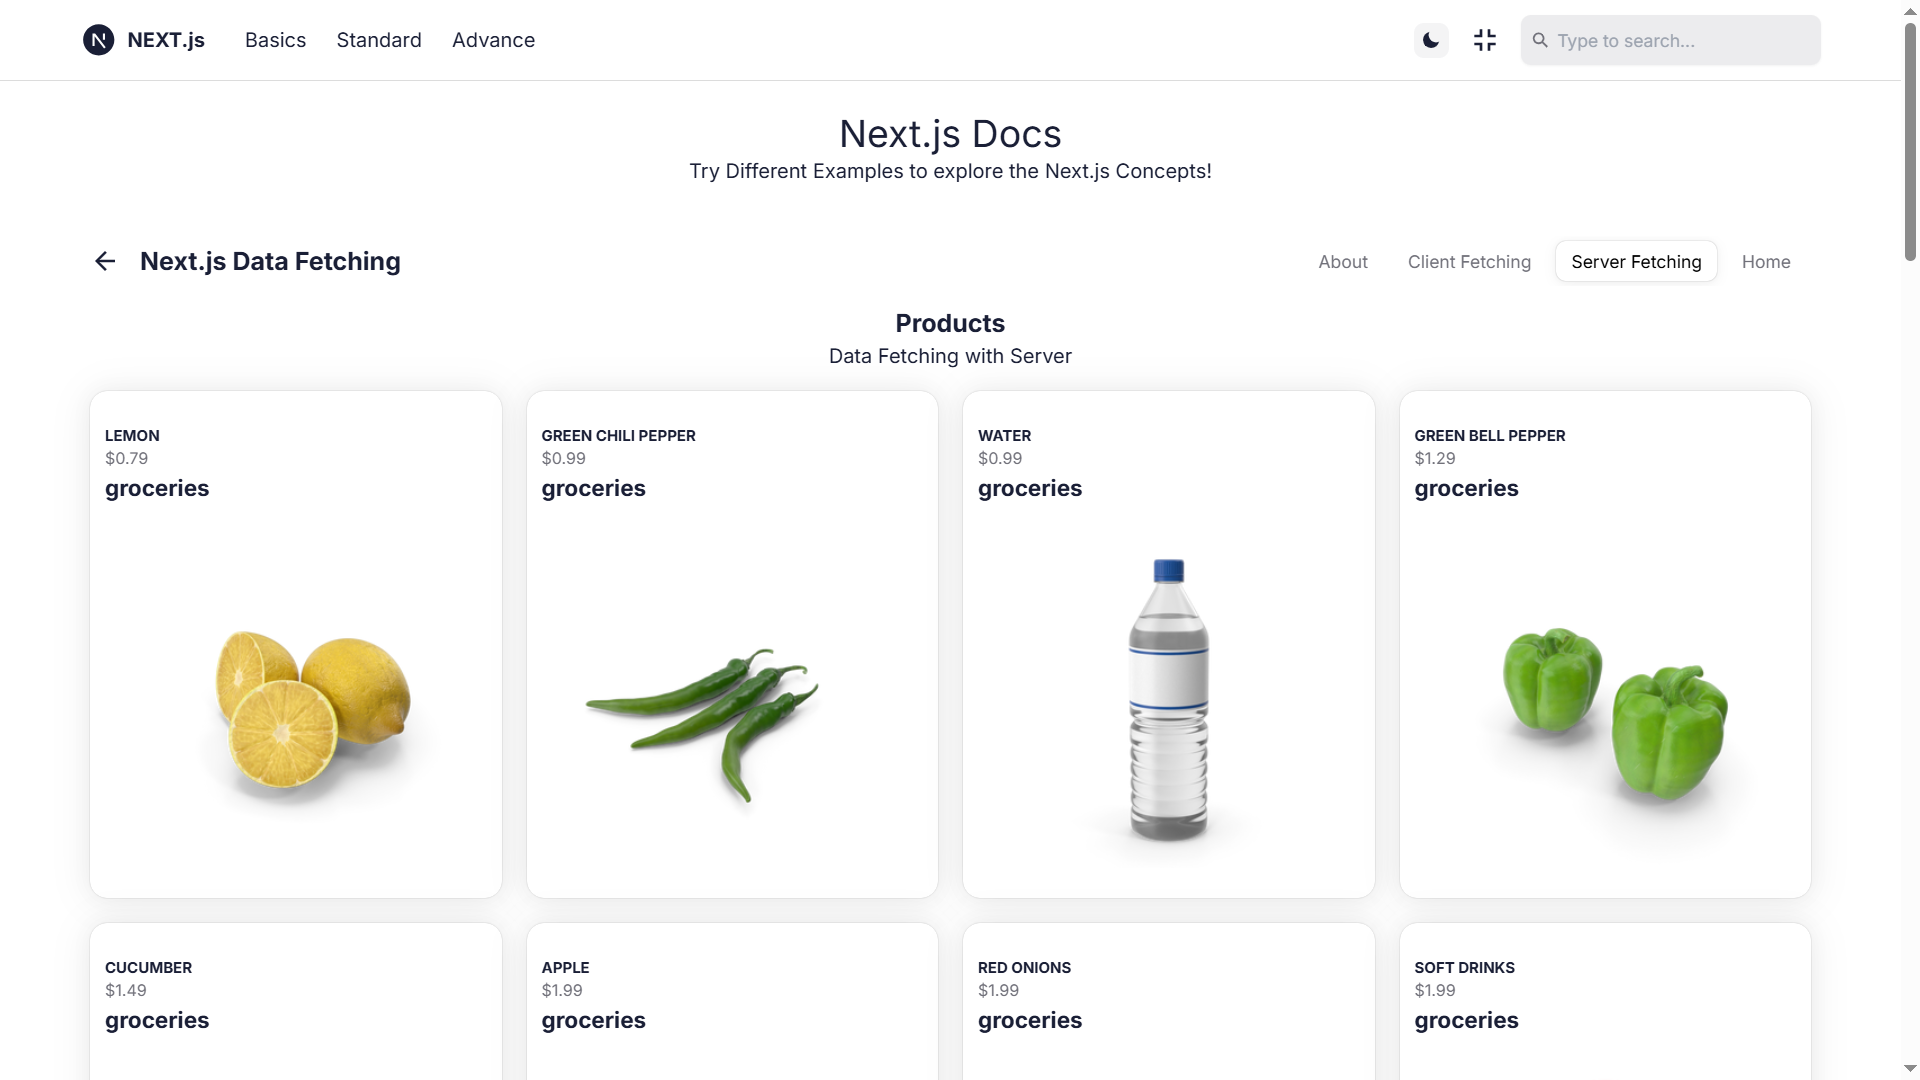 NEXT.js Basics Standard Advance Type to search...
Next.js Docs
Try Different Examples to explore the Next.js Concepts!
Next.js Data Fetching About Client Fetching Server Fetching Home
Products
Data Fetching with Server
LEMON
$0.79
groceries
GREEN CHILI PEPPER
$0.99
groceries
WATER
$0.99
groceries
GREEN BELL PEPPER
$1.29
groceries
CUCUMBER
$1.49
groceries
APPLE
$1.99
groceries
RED ONIONS
$1.99
groceries
SOFT DRINKS
$1.99
groceries